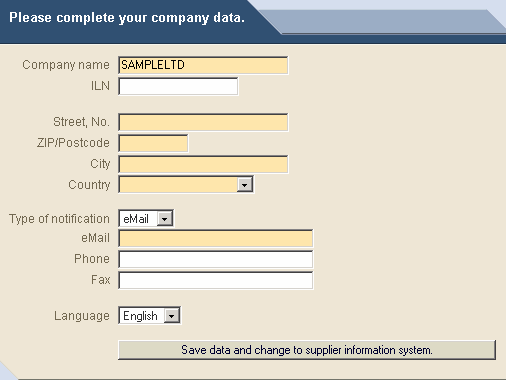 Please complete your company data.
Company name SAMPLELTD
ILN
Street, No.
ZIP/Postcode
City
Country
Type of notification eMail
eMail
Phone
Fax
Language English
Save data and change to supplier information system.